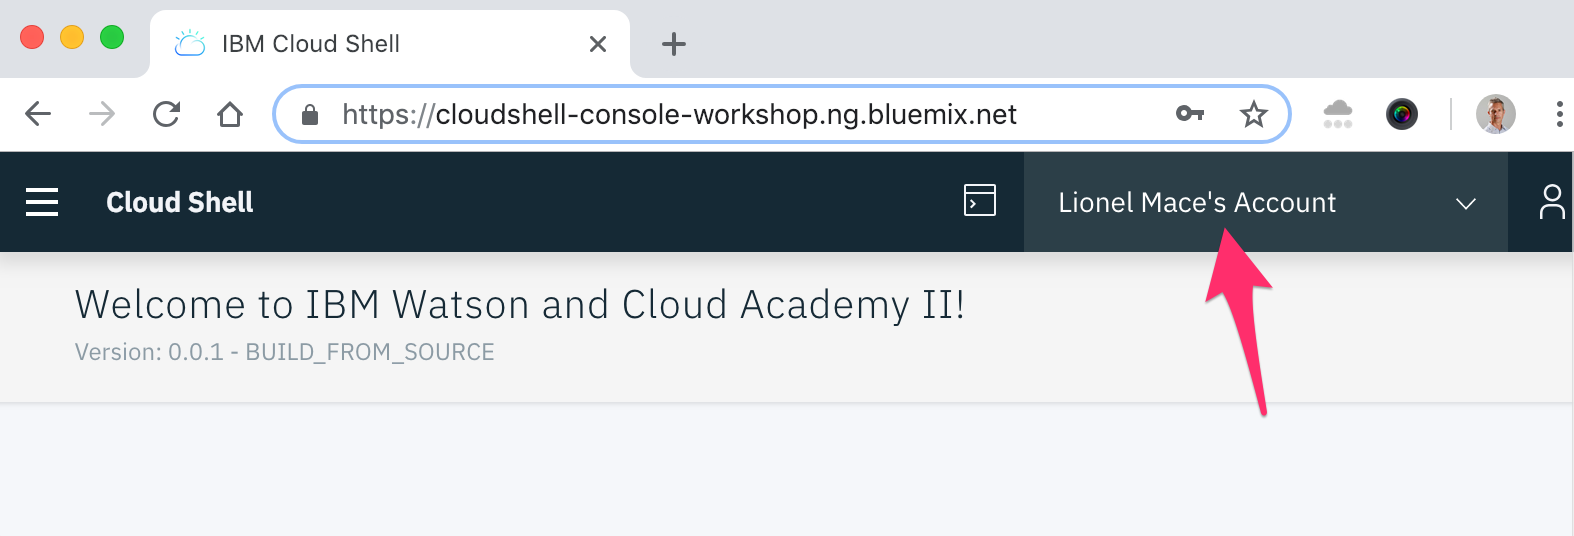 IBM Cloud Shell
https://cloudshell-console-workshop.ng.bluemix.net
Cloud Shell
Lionel Mace's Account
Welcome to IBM Watson and Cloud Academy II!
Version: 0.0.1 - BUILD_FROM_SOURCE